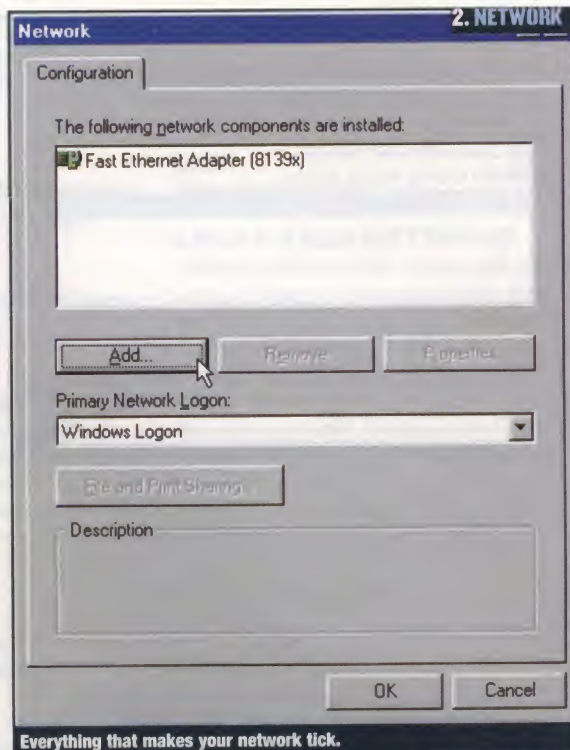 2. NETWORK
Network
Configuration
The following network components are installed:
Fast Ethernet Adapter (8139x)
Add...
Remove
Properties
Primary Network Logon:
Windows Logon
File and Print Sharing...
Description
OK
Cancel
Everything that makes your network tick.